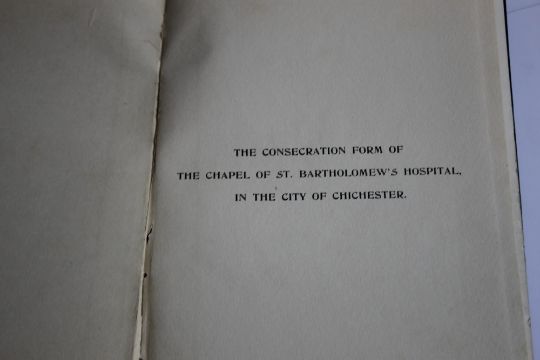 THE CONSECRATION FORM OF
THE CHAPEL OF ST. BARTHOLOMEW'S HOSPITAL,
IN THE CITY OF CHICHESTER.